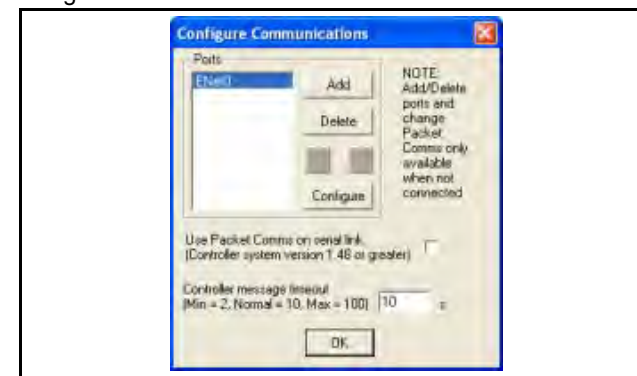 Configure Communications
Ports
ENet0
Add
Delete
Configure
NOTE:
Add/Delete
ports and
change
Packet
Comms only
available
when not
connected
Use Packet Comms on serial link.
(Controller system version 1.48 or greater)
Controller message timeout
(Min = 2, Normal = 10, Max = 100)
10
s
OK